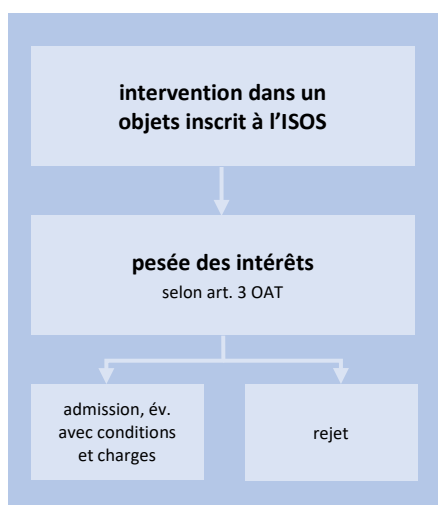 intervention dans un
objets inscrit à l’ISOS
pesée des intérêts
selon art. 3 OAT
admission, év.
avec conditions
et charges
rejet